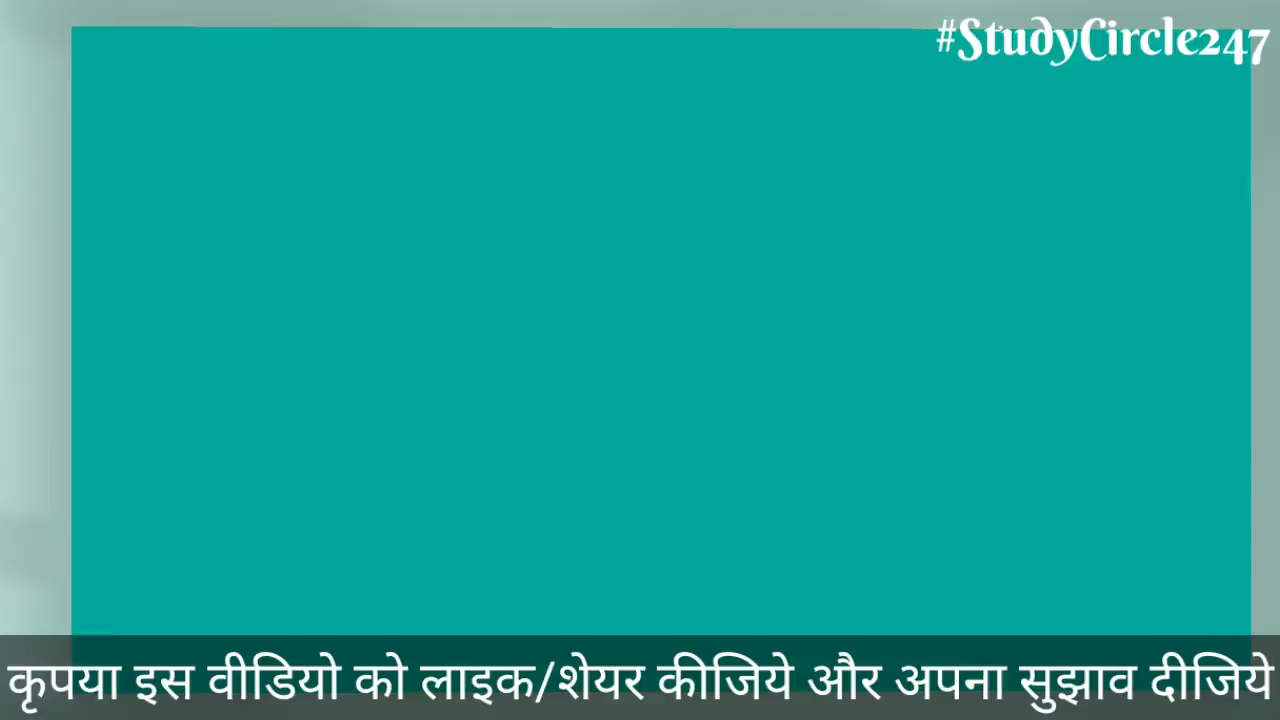 #StudyCircle247
कृपया इस वीडियो को लाइक/शेयर कीजिये और अपना सुझाव दीजिये